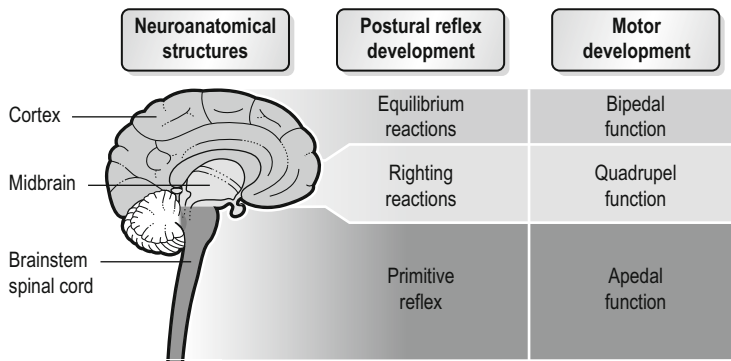 Neuroanatomical
structures
Postural reflex
development
Motor
development
Cortex
Equilibrium
reactions
Bipedal
function
Midbrain
Righting
reactions
Quadrupel
function
Brainstem
spinal cord
Primitive
reflex
Apedal
function